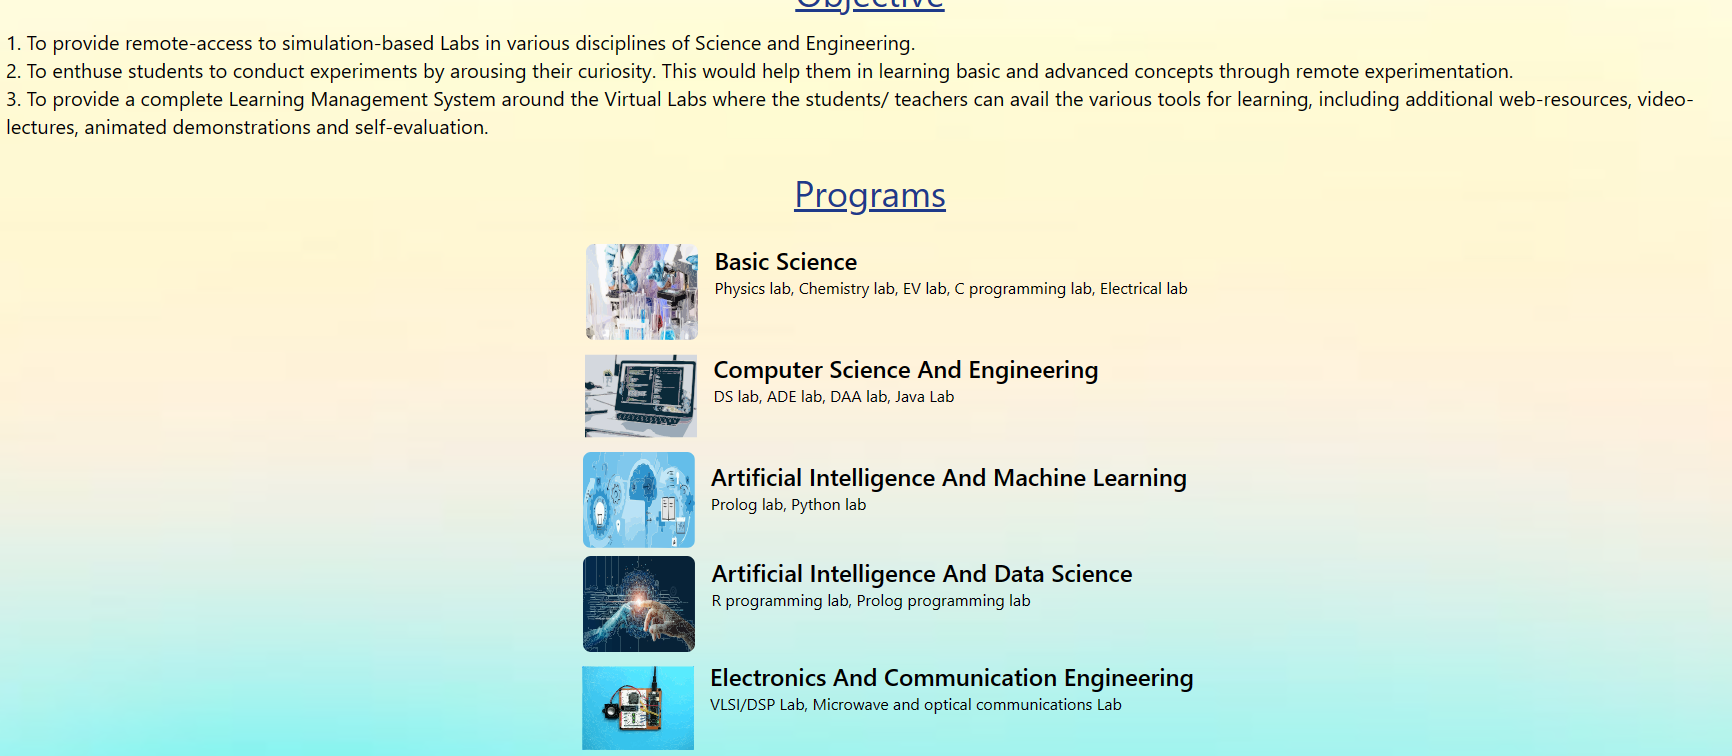 Objective
1. To provide remote-access to simulation-based Labs in various disciplines of Science and Engineering.
2. To enthuse students to conduct experiments by arousing their curiosity. This would help them in learning basic and advanced concepts through remote experimentation.
3. To provide a complete Learning Management System around the Virtual Labs where the students/ teachers can avail the various tools for learning, including additional web-resources, video-
lectures, animated demonstrations and self-evaluation.
Programs
Basic Science
Physics lab, Chemistry lab, EV lab, C programming lab, Electrical lab
Computer Science And Engineering
DS lab, ADE lab, DAA lab, Java Lab
Artificial Intelligence And Machine Learning
Prolog lab, Python lab
Artificial Intelligence And Data Science
R programming lab, Prolog programming lab
Electronics And Communication Engineering
VLSI/DSP Lab, Microwave and optical communications Lab